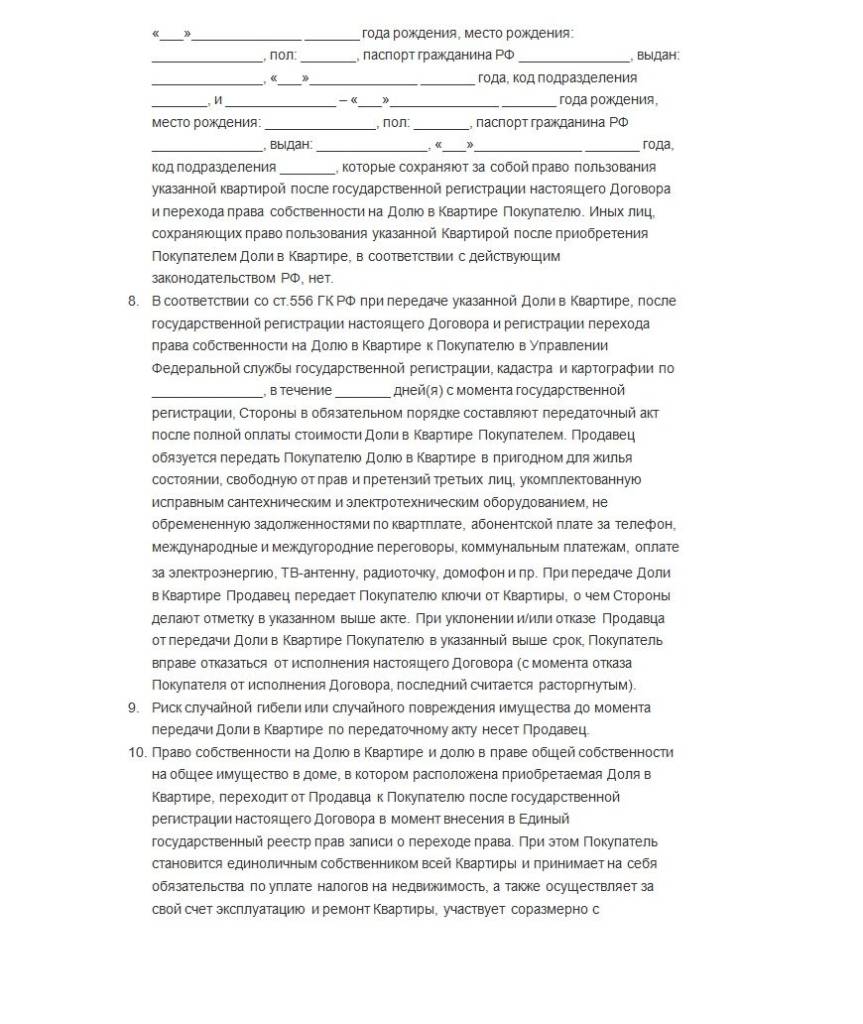 «___»______________ _______года рождения, место рождения:
______________, пол: _______, паспорт гражданина РФ ______________, выдан:
______________, «___»______________ _______ года, код подразделения
_______, и ______________ – «___»______________ _______ года рождения,
место рождения: ______________, пол: _______, паспорт гражданина РФ
______________, выдан: ______________, «___»______________ _______ года,
код подразделения _______, которые сохраняют за собой право пользования
указанной квартирой после государственной регистрации настоящего Договора
и перехода права собственности на Долю в Квартире Покупателю. Иных лиц,
сохраняющих право пользования указанной Квартирой после приобретения
Покупателем Доли в Квартире, в соответствии с действующим
законодательством РФ, нет.
8. В соответствии со ст.556 ГК РФ при передаче указанной Доли в Квартире, после
государственной регистрации настоящего Договора и регистрации перехода
права собственности на Долю в Квартире к Покупателю в Управлении
Федеральной службы государственной регистрации, кадастра и картографии по
______________, в течение _______ дней(я) с момента государственной
регистрации, Стороны в обязательном порядке составляют передаточный акт
после полной оплаты стоимости Доли в Квартире Покупателем. Продавец
обязуется передать Покупателю Долю в Квартире в пригодном для жилья
состоянии, свободную от прав и претензий третьих лиц, укомплектованную
исправным сантехническим и электротехническим оборудованием, не
обремененную задолженностями по квартплате, абонентской плате за телефон,
международные и междугородние переговоры, коммунальным платежам, оплате
за электроэнергию, ТВ-антенну, радиоточку, домофон и пр. При передаче Доли
в Квартире Продавец передает Покупателю ключи от Квартиры, о чем Стороны
делают отметку в указанном выше акте. При уклонении и/или отказе Продавца
от передачи Доли в Квартире Покупателю в указанный выше срок, Покупатель
вправе отказаться от исполнения настоящего Договора (с момента отказа
Покупателя от исполнения Договора, последний считается расторгнутым).
9. Риск случайной гибели или случайного повреждения имущества до момента
передачи Доли в Квартире по передаточному акту несет Продавец.
10. Право собственности на Долю в Квартире и долю в праве общей собственности
на общее имущество в доме, в котором расположена приобретаемая Доля в
Квартире, переходит от Продавца к Покупателю после государственной
регистрации настоящего Договора в момент внесения в Единый
государственный реестр прав записи о переходе права. При этом Покупатель
становится единоличным собственником всей Квартиры и принимает на себя
обязательства по уплате налогов на недвижимость, а также осуществляет за
свой счет эксплуатацию и ремонт Квартиры, участвует соразмерно с